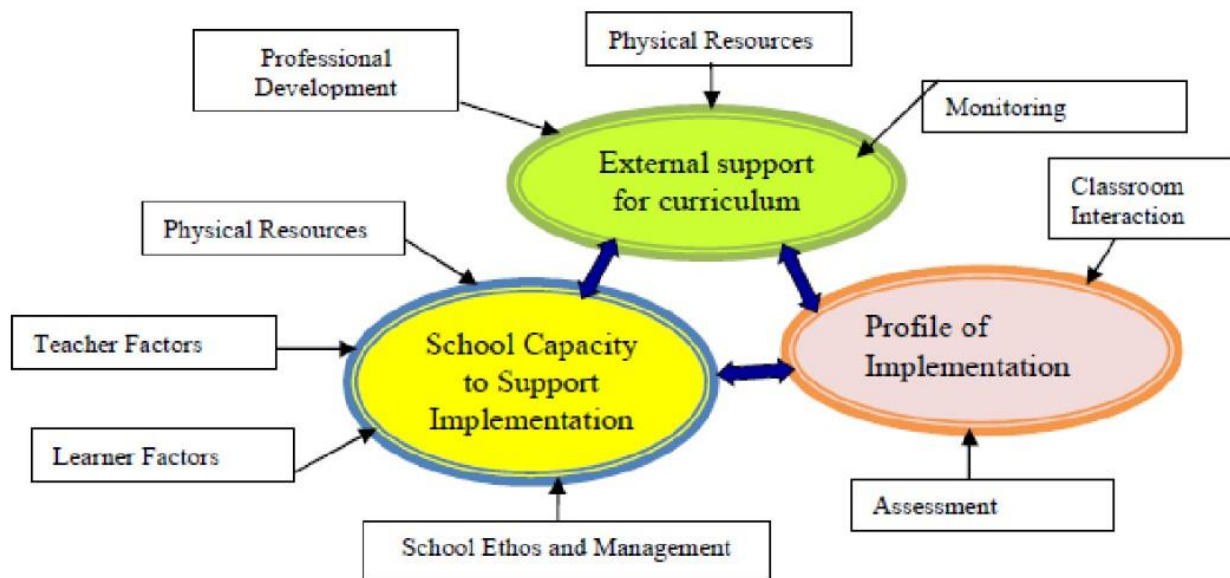 Physical Resources
Professional
Development
Monitoring
External support
for curriculum
Classroom
Interaction
Physical Resources
Profile of
Implementation
Teacher Factors
School Capacity
to Support
Implementation
Learner Factors
Assessment
School Ethos and Management